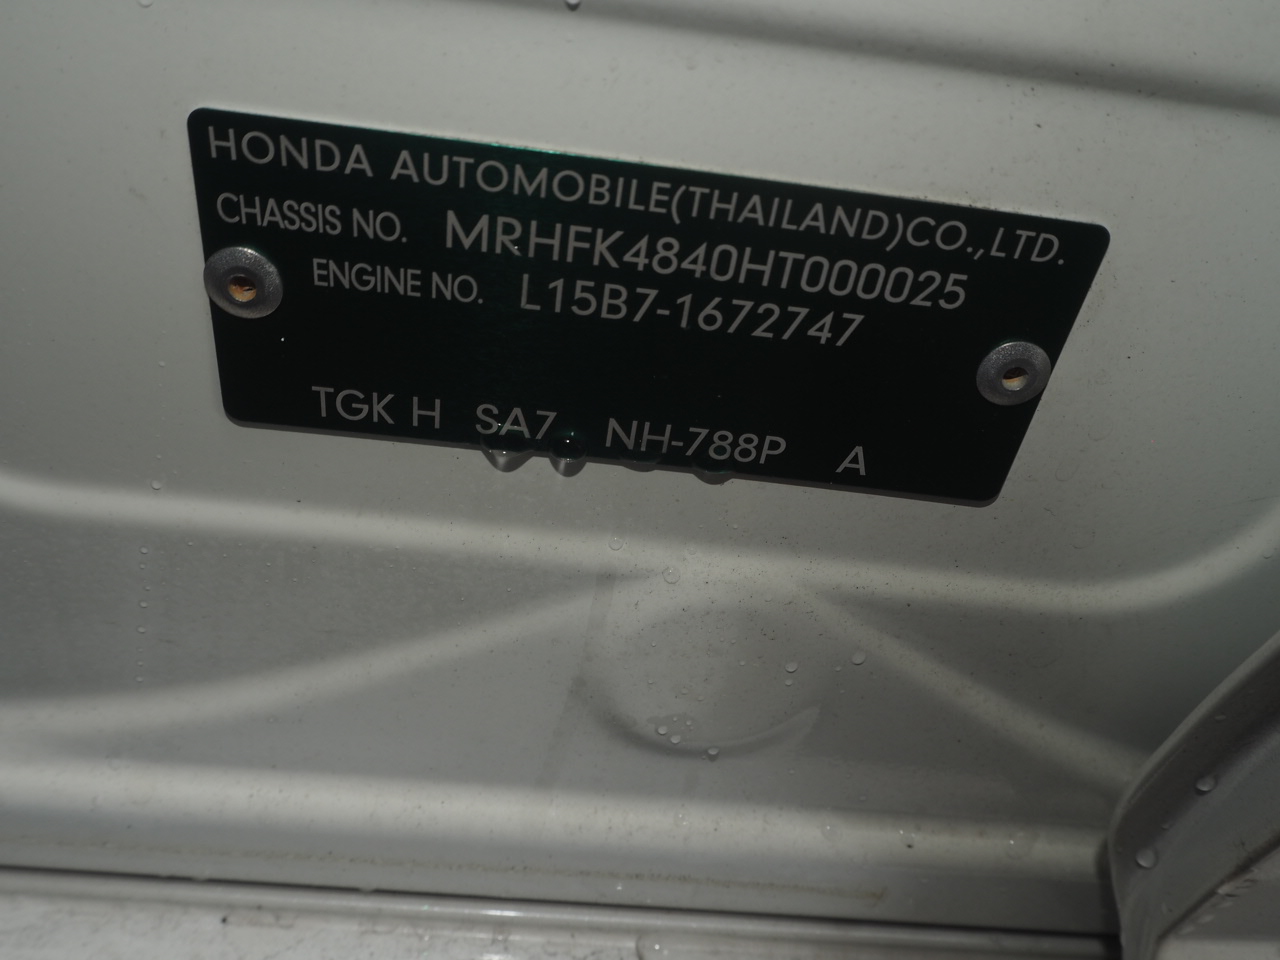 HONDA AUTOMOBILE(THAILAND)CO.,LTD.
CHASSIS NO. MRHFK4840HT000025
ENGINE NO. L15B7-1672747
TGK H SA7 NH-788P A